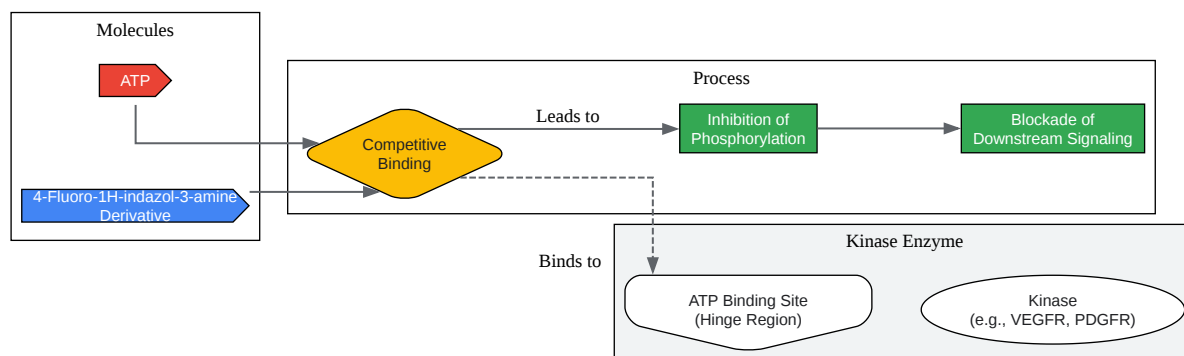 Molecules
ATP
4-Fluoro-1H-indazol-3-amine
Derivative
Process
Competitive
Binding
Leads to
Inhibition of
Phosphorylation
Blockade of
Downstream Signaling
Binds to
Kinase Enzyme
ATP Binding Site
(Hinge Region)
Kinase
(e.g., VEGFR, PDGFR)